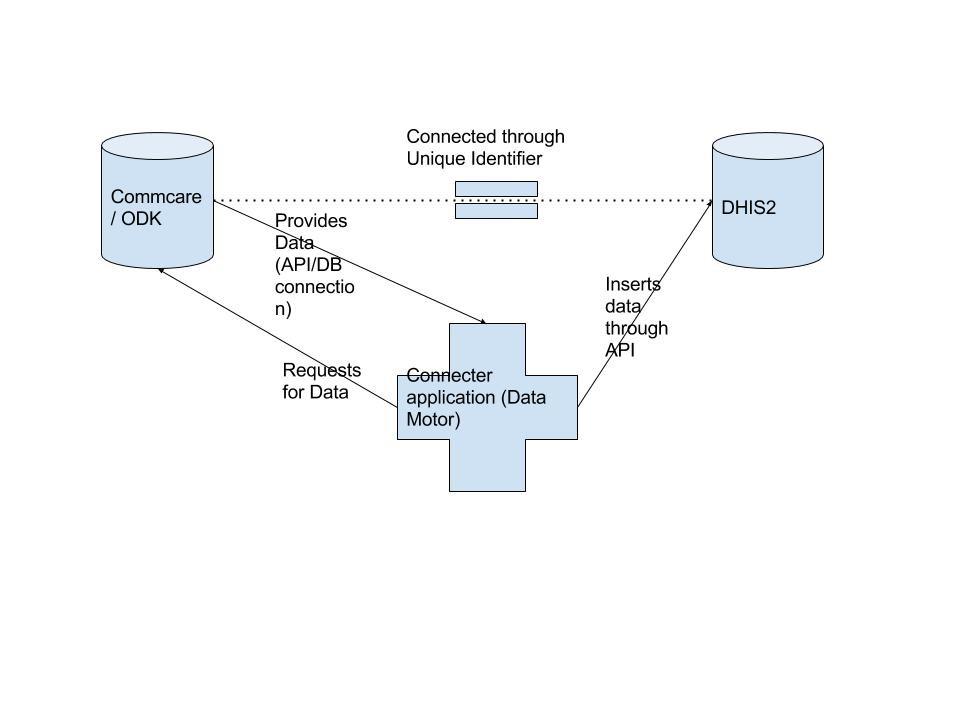 Connected through
Unique Identifier
Commcare
/ ODK
DHIS2
Provides
Data
(API/DB
connectio
n)
Inserts
data
through
API
Requests
for Data
Connecter
application (Data
Motor)